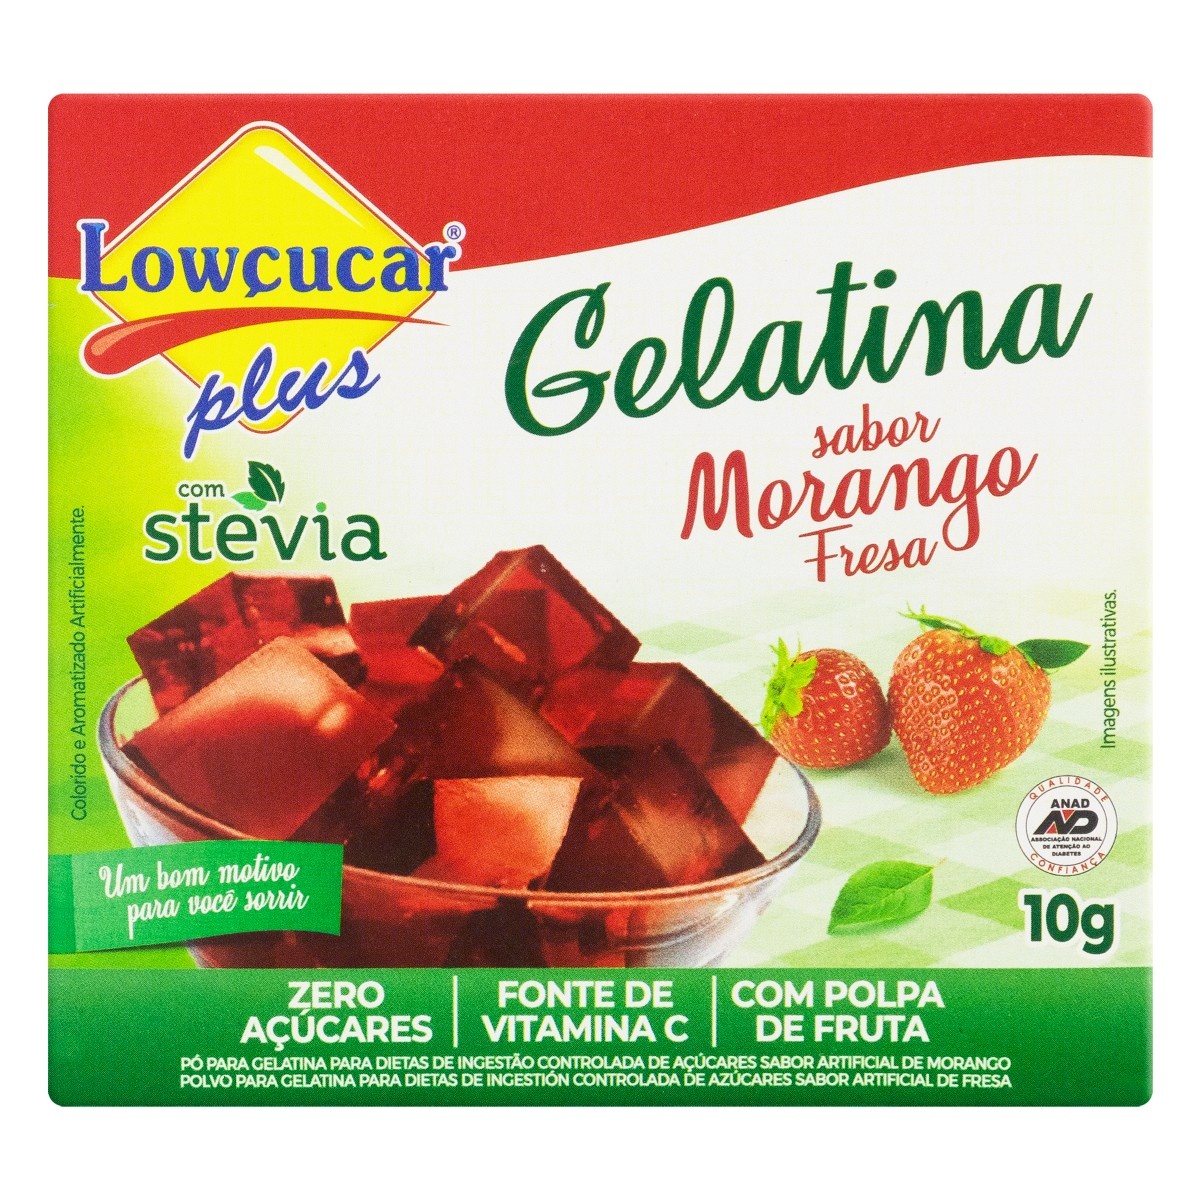 Lowçucar®
plus
com
stevia
Gelatina
sabor
Morango
Fresa
Colorido e Aromatizado Artificialmente.
Imagens ilustrativas.
QUALIDADE
ANAD
ASSOCIAÇÃO NACIONAL
DE ATENÇÃO AO
DIABETES
CONFIANÇA
Um bom motivo
para você sorrir
10g
ZERO
AÇÚCARES
FONTE DE
VITAMINA C
COM POLPA
DE FRUTA
PÓ PARA GELATINA PARA DIETAS DE INGESTÃO CONTROLADA DE AÇÚCARES SABOR ARTIFICIAL DE MORANGO
POLVO PARA GELATINA PARA DIETAS DE INGESTIÓN CONTROLADA DE AZÚCARES SABOR ARTIFICIAL DE FRESA